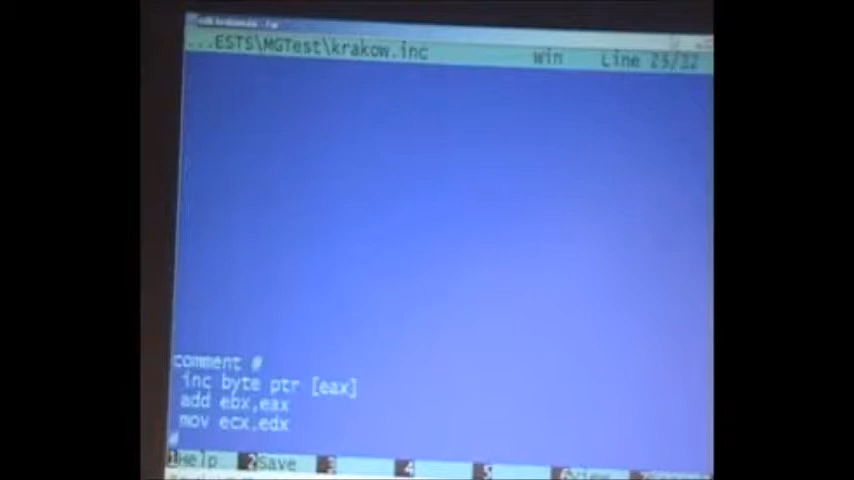 ...ESTS\MGTest\krakow.inc Win Line 25/32
comment #
inc byte ptr [eax]
add ebx,eax
mov ecx,edx
#
1Help 2Save 3 4 5 6View